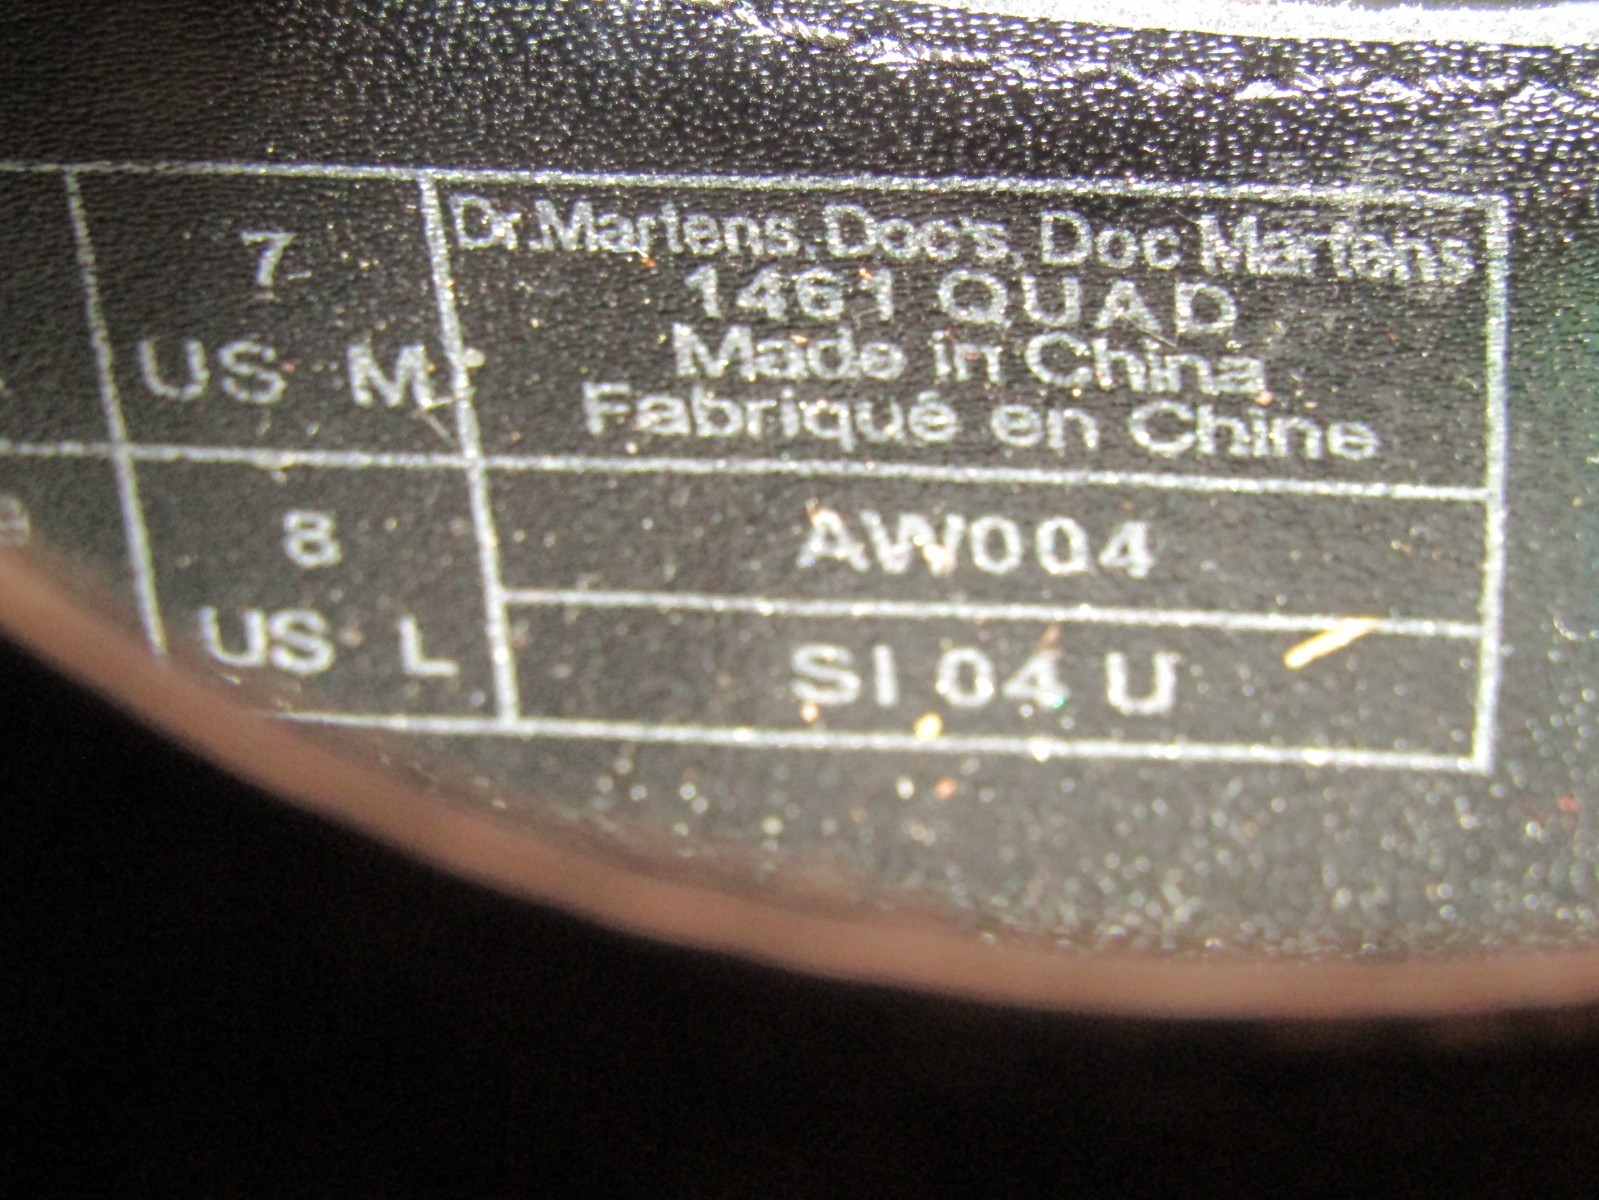 7
US M
Dr.Martens, Doc's, Doc Martens
1461 QUAD
Made in China
Fabriqué en Chine
8
US L
AW004
SI 04 U